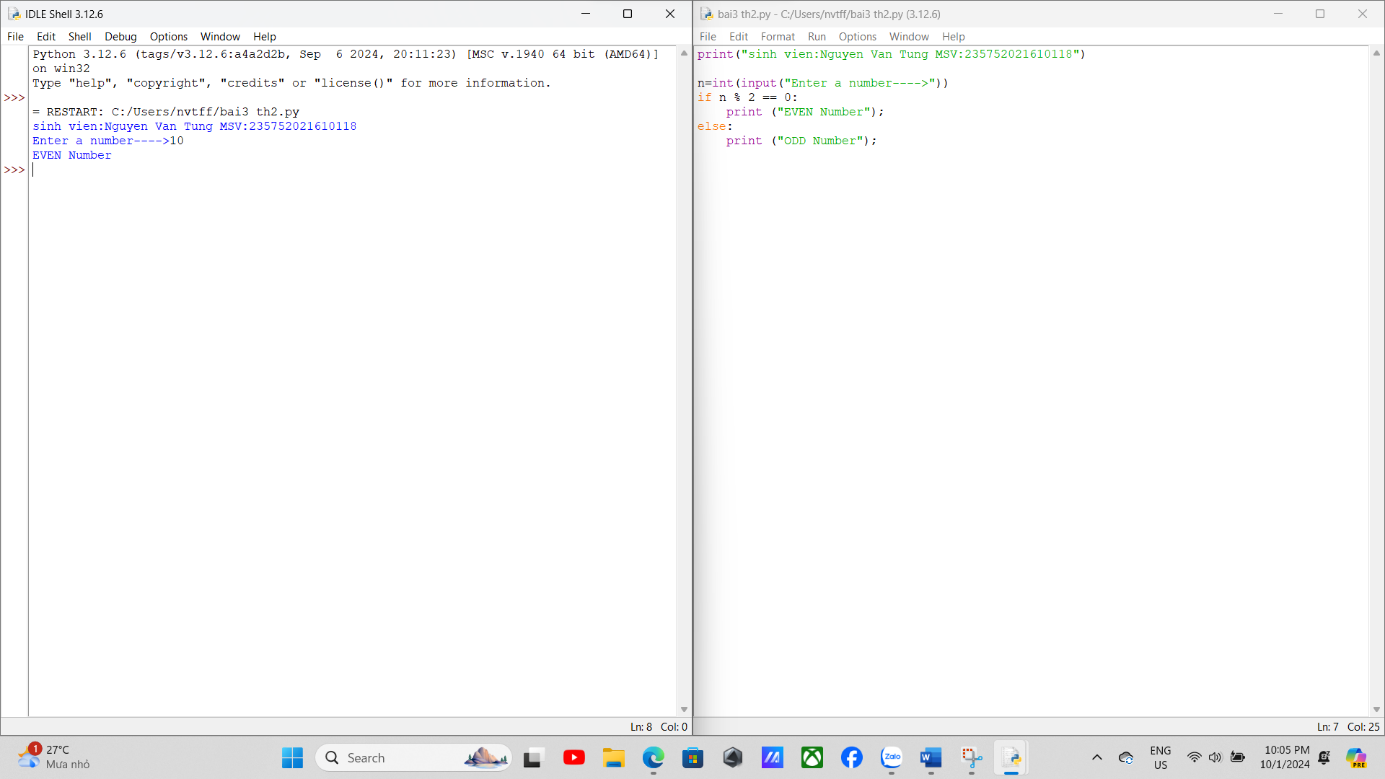 IDLE Shell 3.12.6
File Edit Shell Debug Options Window Help
Python 3.12.6 (tags/v3.12.6:a4a2d2b, Sep  6 2024, 20:11:23) [MSC v.1940 64 bit (AMD64)]
on win32
Type "help", "copyright", "credits" or "license()" for more information.
>>>
= RESTART: C:/Users/nvtff/bai3 th2.py
sinh vien:Nguyen Van Tung MSV:235752021610118
Enter a number---->10
EVEN Number
>>>
Ln: 8 Col: 0
bai3 th2.py - C:/Users/nvtff/bai3 th2.py (3.12.6)
File Edit Format Run Options Window Help
print("sinh vien:Nguyen Van Tung MSV:235752021610118")
n=int(input("Enter a number---->"))
if n % 2 == 0:
    print ("EVEN Number");
else:
    print ("ODD Number");
Ln: 7 Col: 25
1
27°C
Mưa nhỏ
Search
Zalo
W
ENG
US
10:05 PM
10/1/2024
PRE